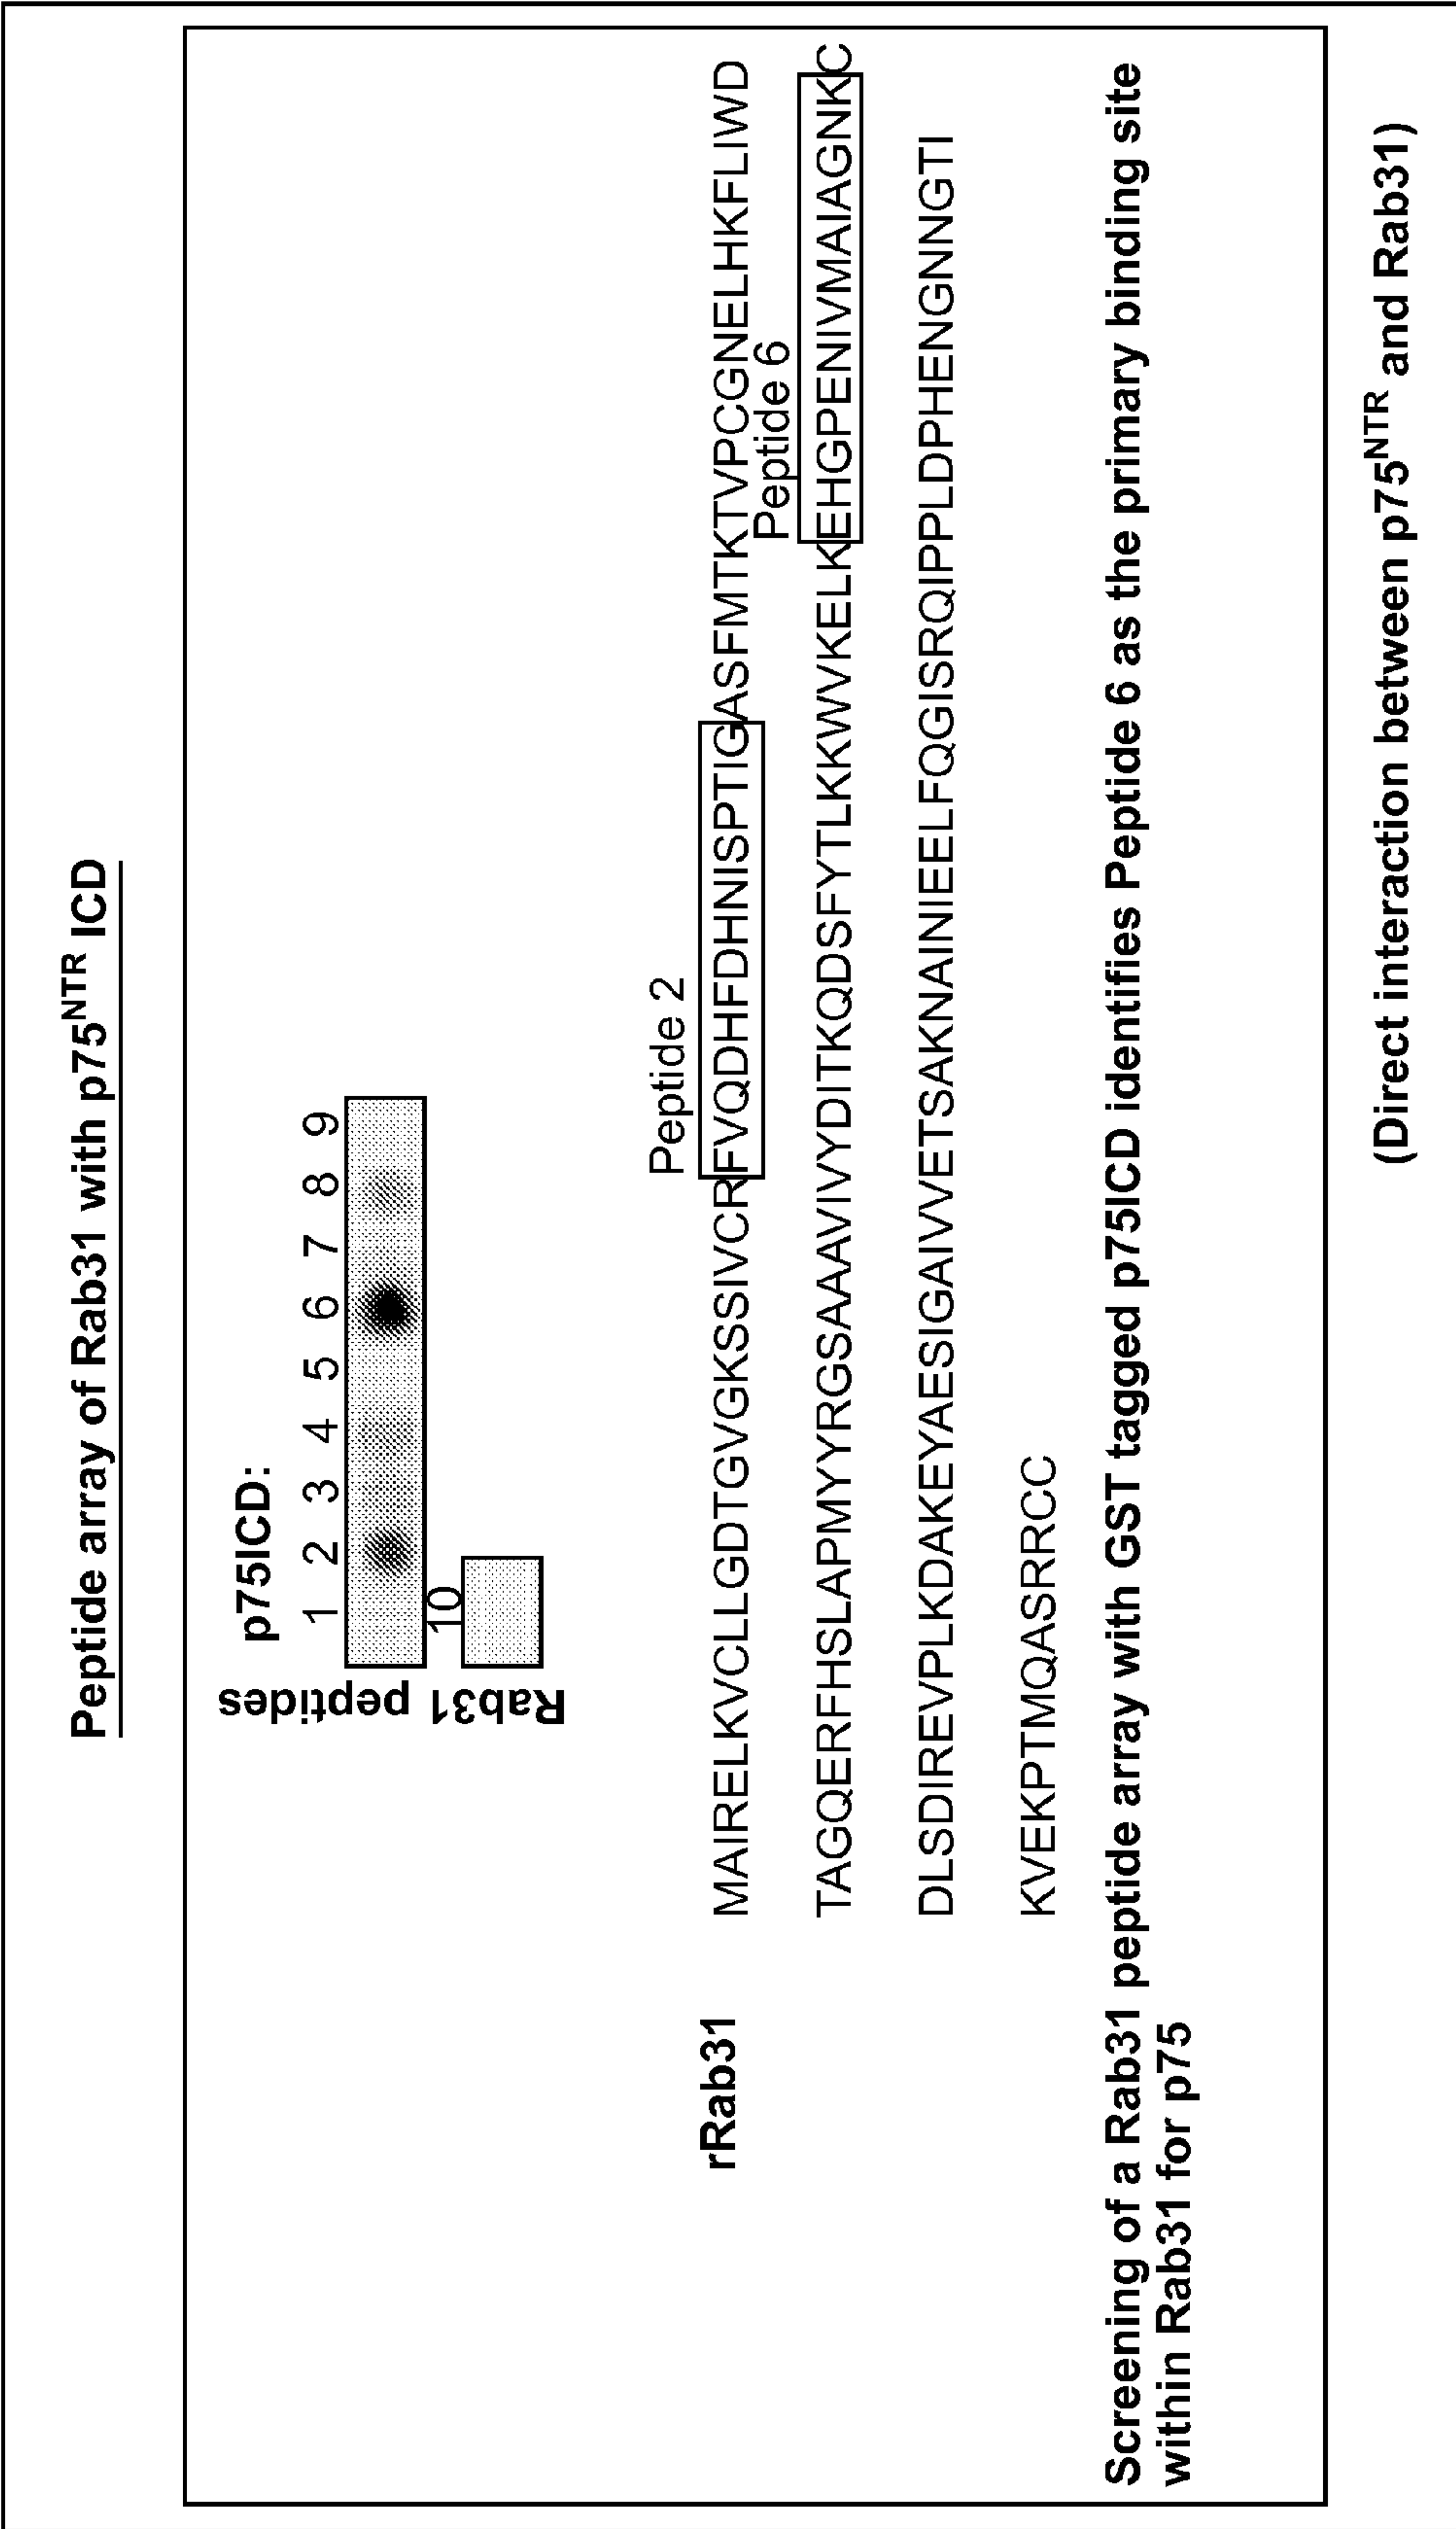 Peptide array of Rab31 with p75NTR ICD
p75ICD:
1 2 3 4 5 6 7 8 9
10
Rab31 peptides
Peptide 2
rRab31 MAIRELKVCLLGDTGVGKSSIVCRFVQDHFDHNISPTIGASFMTKTVPCGNELHKFLIWD
Peptide 6
TAGQERFHSLAPMYYRGSAAAVIVYDITKQDSFYTLKKWVKELKEHGPENIVMAIAGNKC
DLSDIREVPLKDAKEYAESIGAIVVETSAKNAINIEELFQGISRQIPPLDPHENGNNGTI
KVEKPTMQASRRCC
Screening of a Rab31 peptide array with GST tagged p75ICD identifies Peptide 6 as the primary binding site
within Rab31 for p75
(Direct interaction between p75NTR and Rab31)